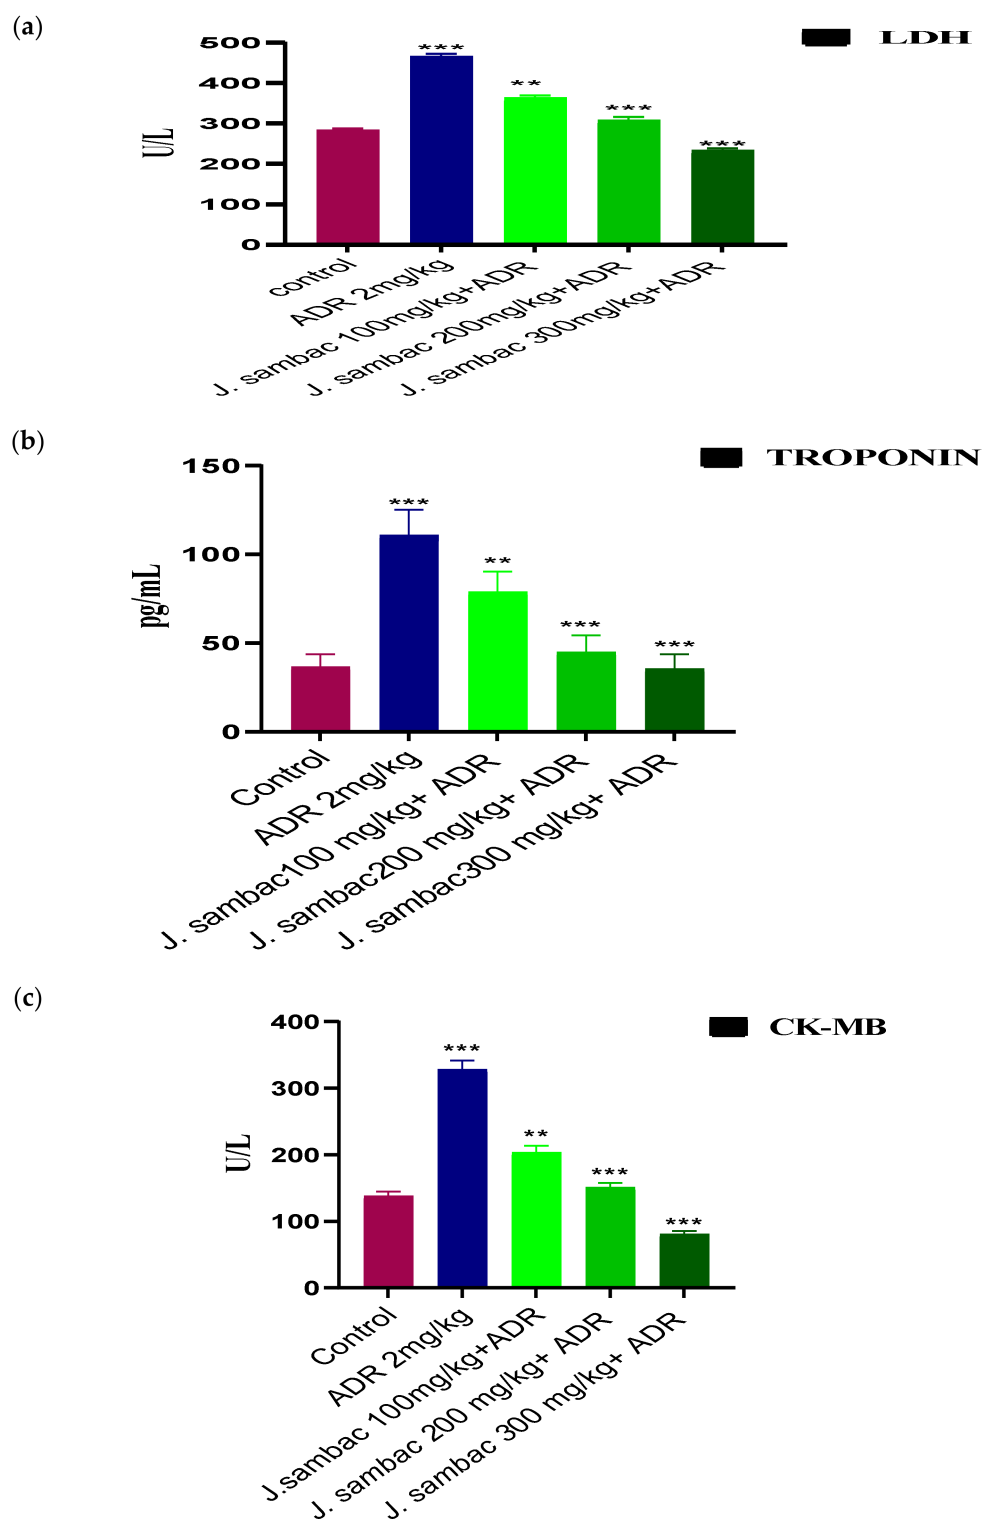 (a)
LDH
U/L
500
400
300
200
100
0
***
**
***
***
control
ADR 2mg/kg
J. sambac 100mg/kg+ADR
J. sambac 200mg/kg+ADR
J. sambac 300mg/kg+ADR
(b)
TROPONIN
pg/mL
150
100
50
0
***
**
***
***
Control
ADR 2mg/kg
J. sambac100 mg/kg+ ADR
J. sambac200 mg/kg+ ADR
J. sambac300 mg/kg+ ADR
(c)
CK-MB
U/L
400
300
200
100
0
***
**
***
***
Control
ADR 2mg/kg
J.sambac 100mg/kg+ADR
J. sambac 200 mg/kg+ ADR
J. sambac 300 mg/kg+ ADR